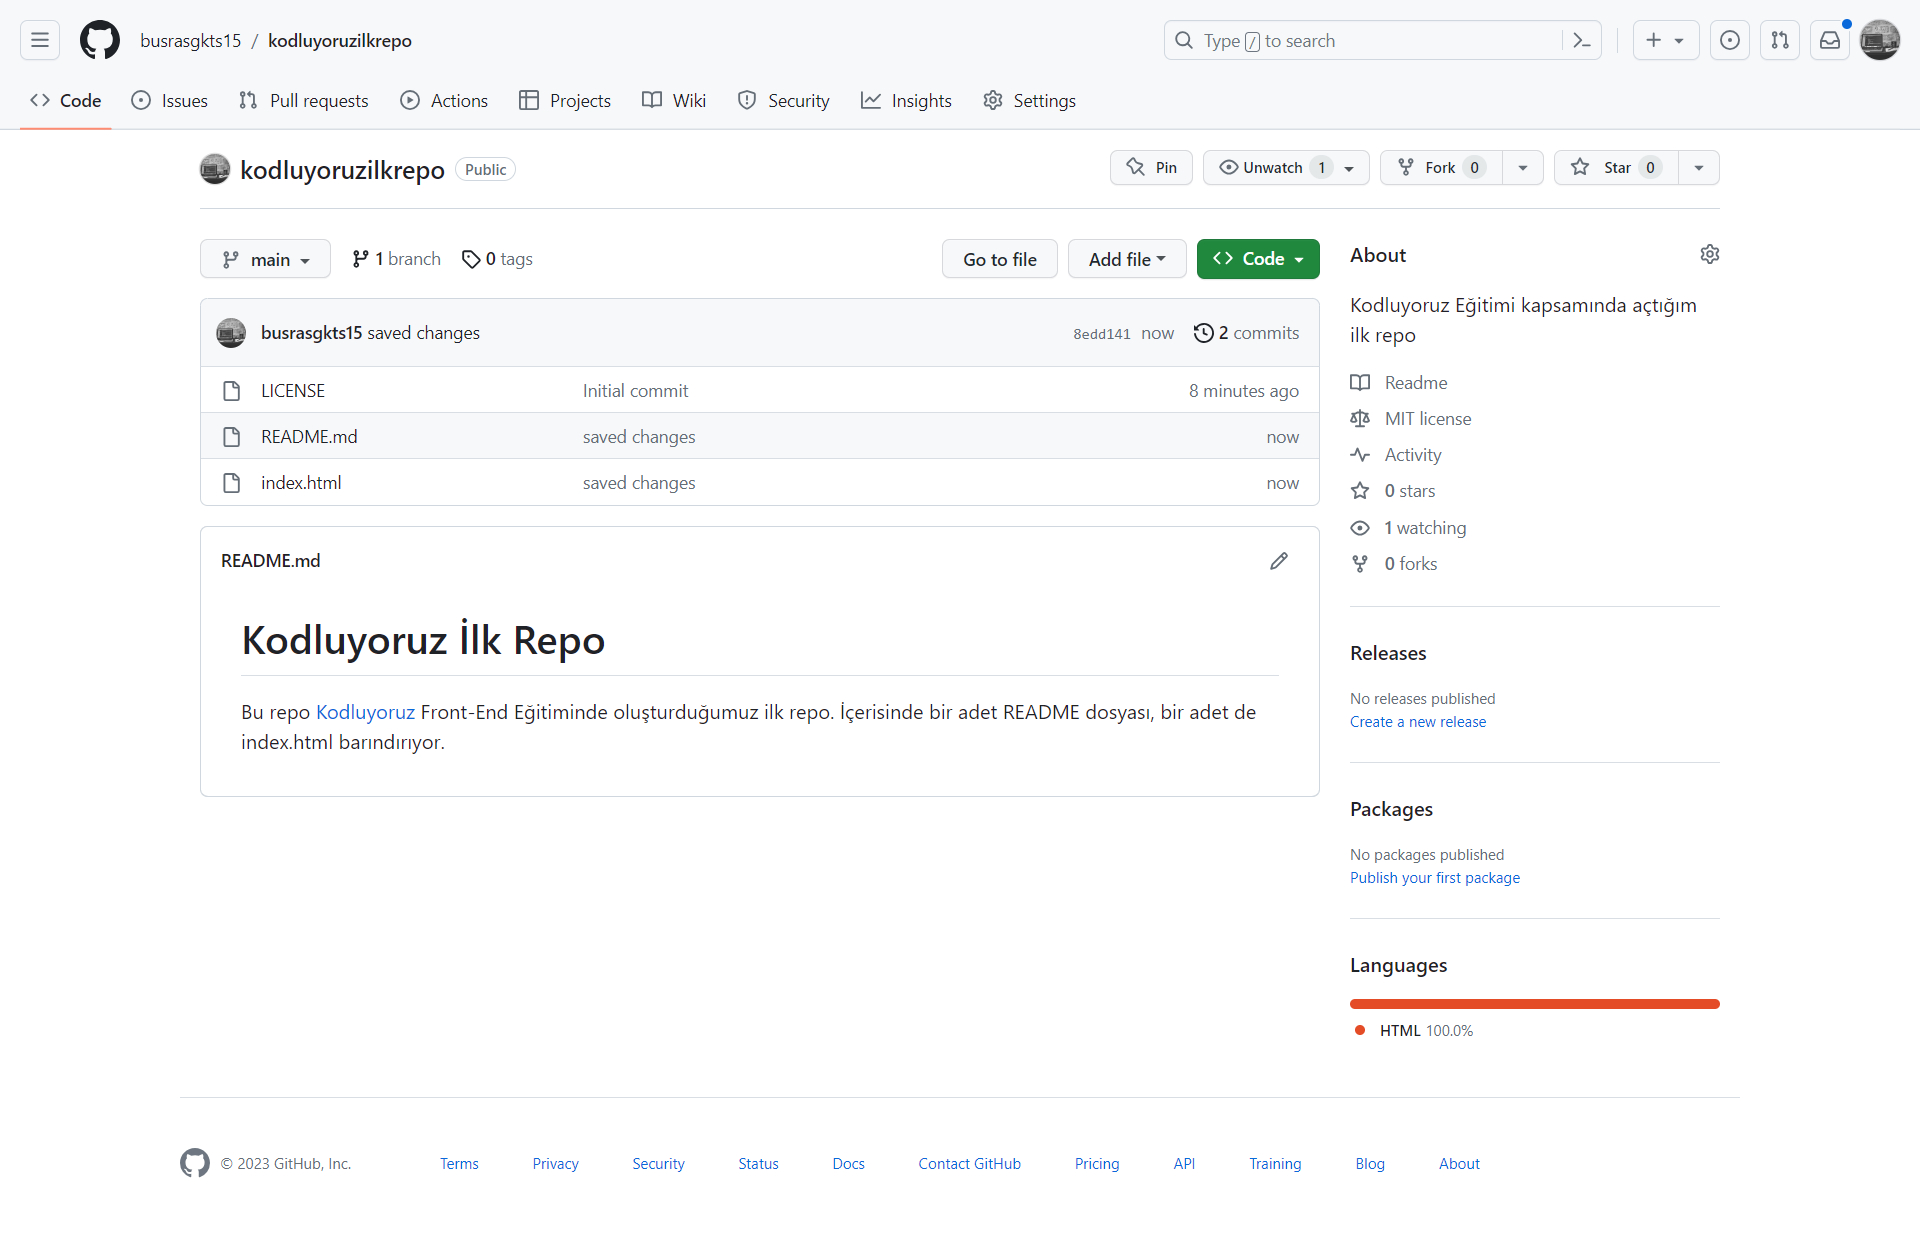 busrasgkts15 / kodluyoruzilkrepo
Type / to search
Code Issues Pull requests Actions Projects Wiki Security Insights Settings
kodluyoruzilkrepo Public
Pin Unwatch 1 Fork 0 Star 0
main 1 branch 0 tags Go to file Add file Code
busrasgkts15 saved changes 8edd141 now 2 commits
LICENSE Initial commit 8 minutes ago
README.md saved changes now
index.html saved changes now
README.md
Kodluyoruz İlk Repo
Bu repo Kodluyoruz Front-End Eğitiminde oluşturduğumuz ilk repo. İçerisinde bir adet README dosyası, bir adet de
index.html barındırıyor.
About
Kodluyoruz Eğitimi kapsamında açtığım
ilk repo
Readme
MIT license
Activity
0 stars
1 watching
0 forks
Releases
No releases published
Create a new release
Packages
No packages published
Publish your first package
Languages
HTML 100.0%
© 2023 GitHub, Inc. Terms Privacy Security Status Docs Contact GitHub Pricing API Training Blog About